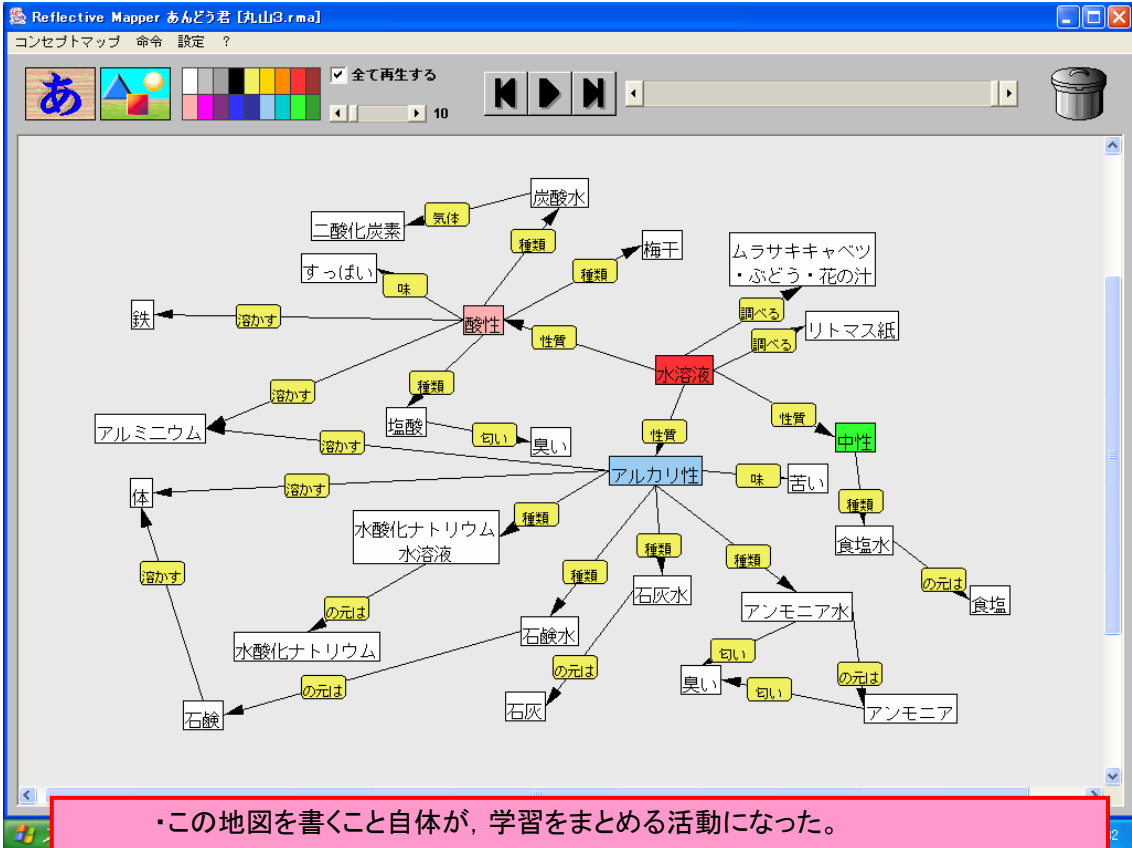 Reflective Mapper あんどう君 [丸山3.rma]
コンセプトマップ 命令 設定 ?
あ
全て再生する
10
炭酸水
気体
二酸化炭素
種類
梅干
ムラサキキャベツ
・ぶどう・花の汁
すっぱい
味
種類
調べる
鉄
溶かす
酸性
性質
リトマス紙
調べる
水溶液
溶かす
種類
性質
アルミニウム
塩酸
匂い
臭い
性質
中性
溶かす
アルカリ性
味
苦い
体
溶かす
種類
種類
水酸化ナトリウム
水溶液
種類
種類
食塩水
溶かす
種類
石灰水
の元は
食塩
の元は
アンモニア水
水酸化ナトリウム
石鹸水
匂い
の元は
の元は
臭い
匂い
の元は
石鹸
石灰
アンモニア
・この地図を書くこと自体が，学習をまとめる活動になった。